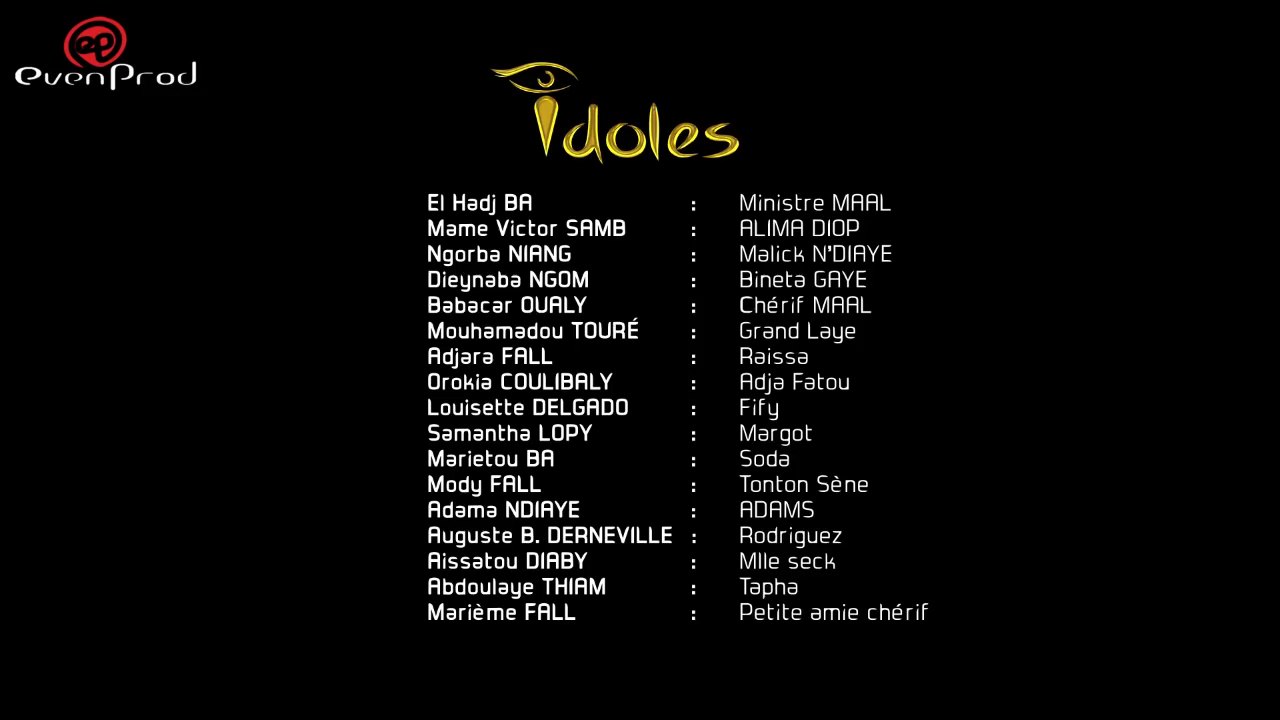 ep
evenProd
idoles
El Hadj BA : Ministre MAAL
Mame Victor SAMB : ALIMA DIOP
Ngorba NIANG : Malick N'DIAYE
Dieynaba NGOM : Bineta GAYE
Babacar OUALY : Chérif MAAL
Mouhamadou TOURÉ : Grand Laye
Adjara FALL : Raissa
Orokia COULIBALY : Adja Fatou
Louisette DELGADO : Fify
Samantha LOPY : Margot
Marietou BA : Soda
Mody FALL : Tonton Sène
Adama NDIAYE : ADAMS
Auguste B. DERNEVILLE : Rodriguez
Aissatou DIABY : Mlle seck
Abdoulaye THIAM : Tapha
Marième FALL : Petite amie chérif